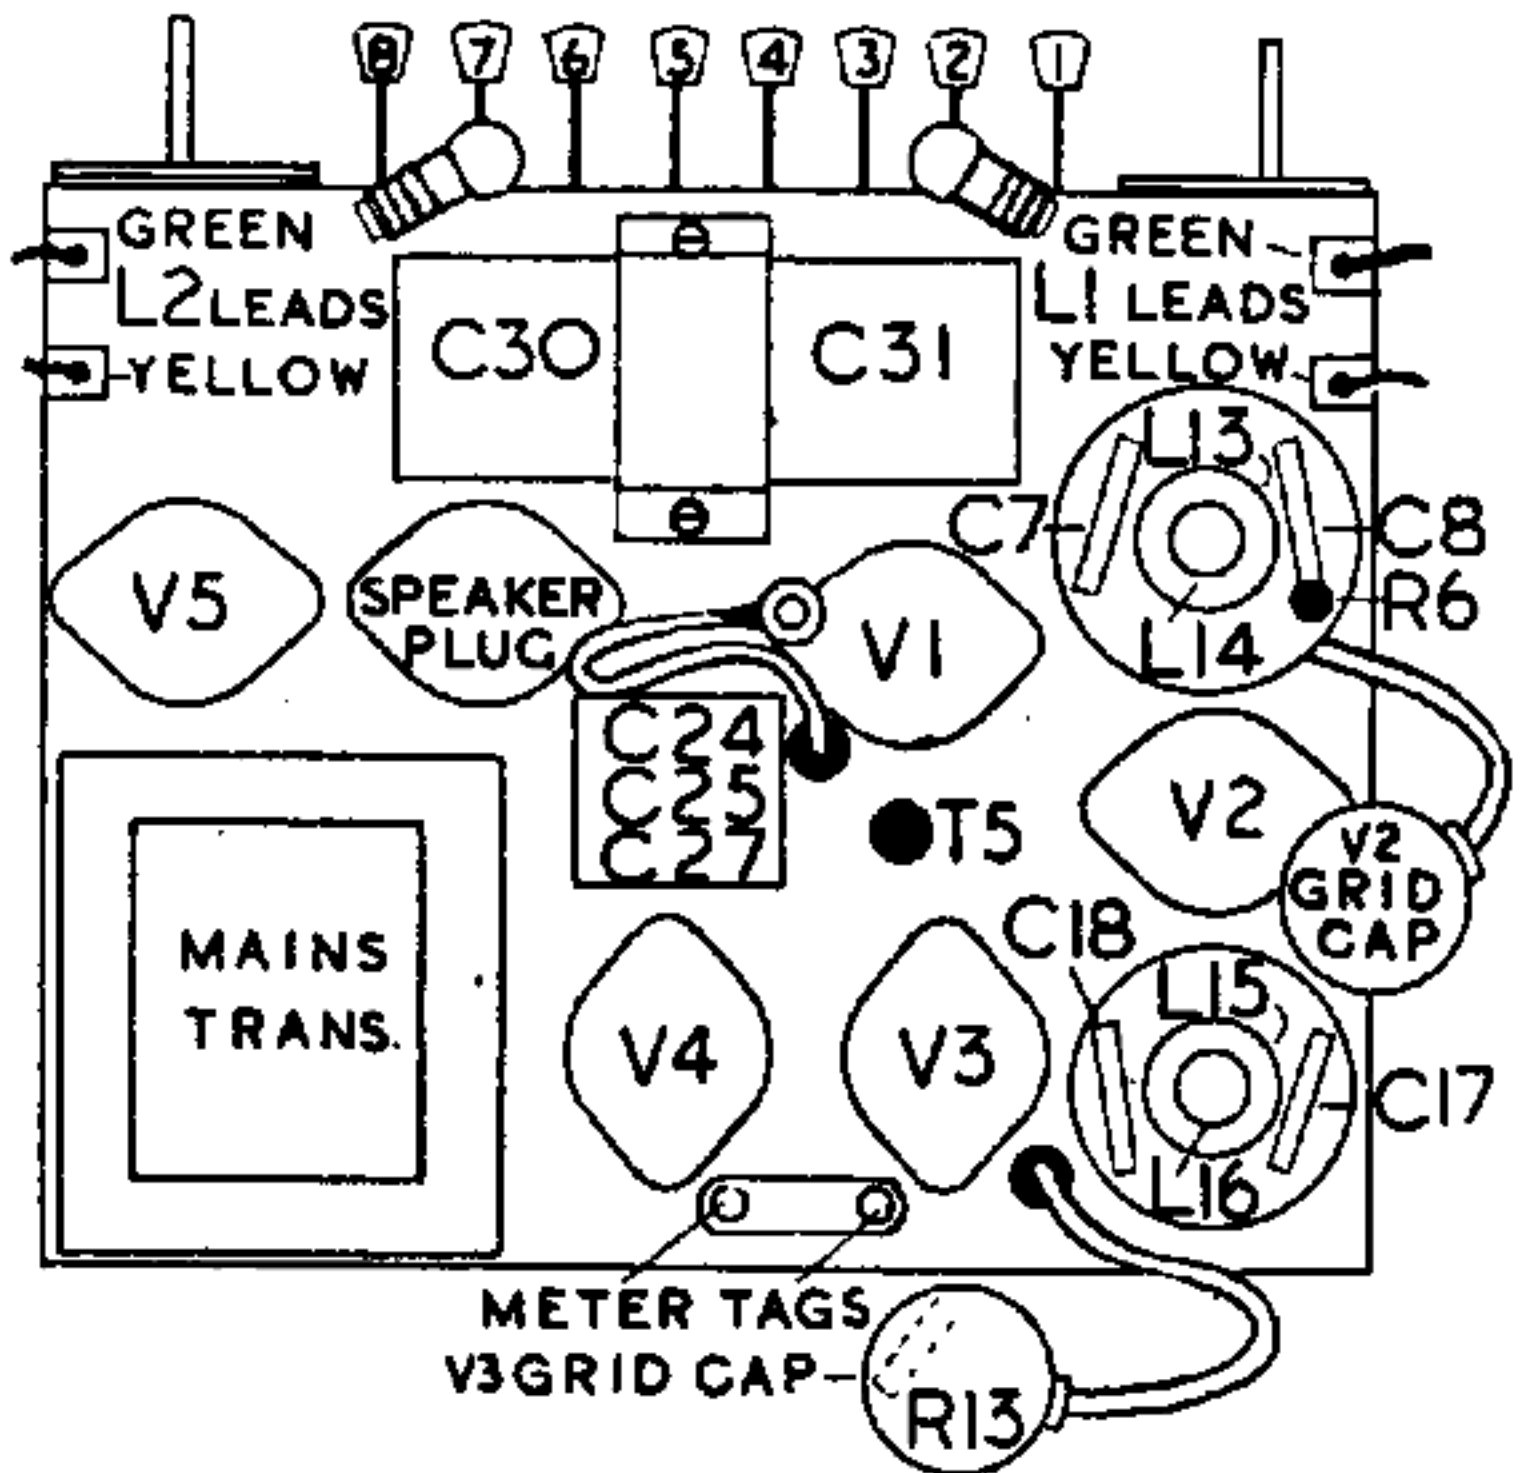 8 7 6 5 4 3 2 1
GREEN
L2 LEADS
YELLOW
GREEN
L1 LEADS
YELLOW
C30
C31
L13
C7
C8
R6
L14
V5
SPEAKER
PLUG
V1
C24
C25
C27
T5
V2
V2
GRID
CAP
MAINS
TRANS.
C18
L15
V4
V3
C17
L16
METER TAGS
V3 GRID CAP
R13